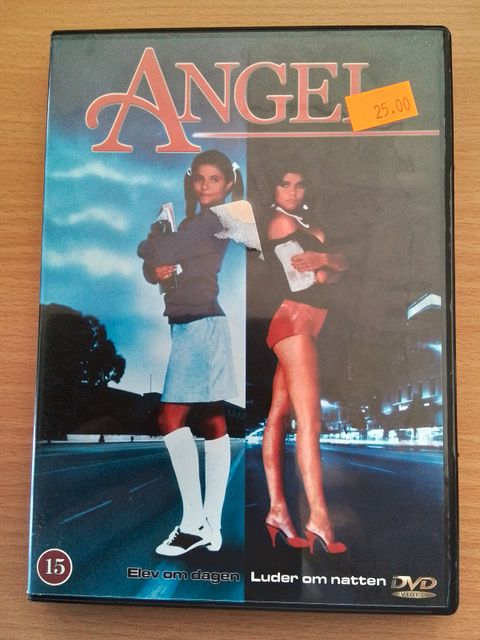 ANGEL
25.00
15
Elev om dagen Luder om natten
DVD
VIDEO